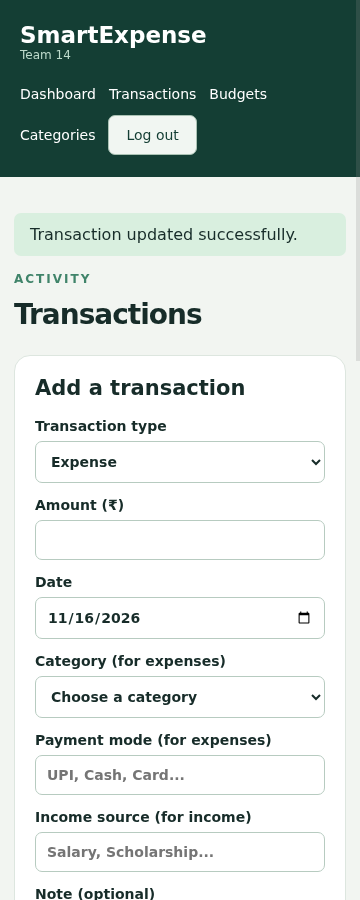 SmartExpense
Team 14
Dashboard Transactions Budgets
Categories Log out
Transaction updated successfully.
ACTIVITY
Transactions
Add a transaction
Transaction type
Expense
Amount (₹)
Date
11/16/2026
Category (for expenses)
Choose a category
Payment mode (for expenses)
UPI, Cash, Card...
Income source (for income)
Salary, Scholarship...
Note (optional)